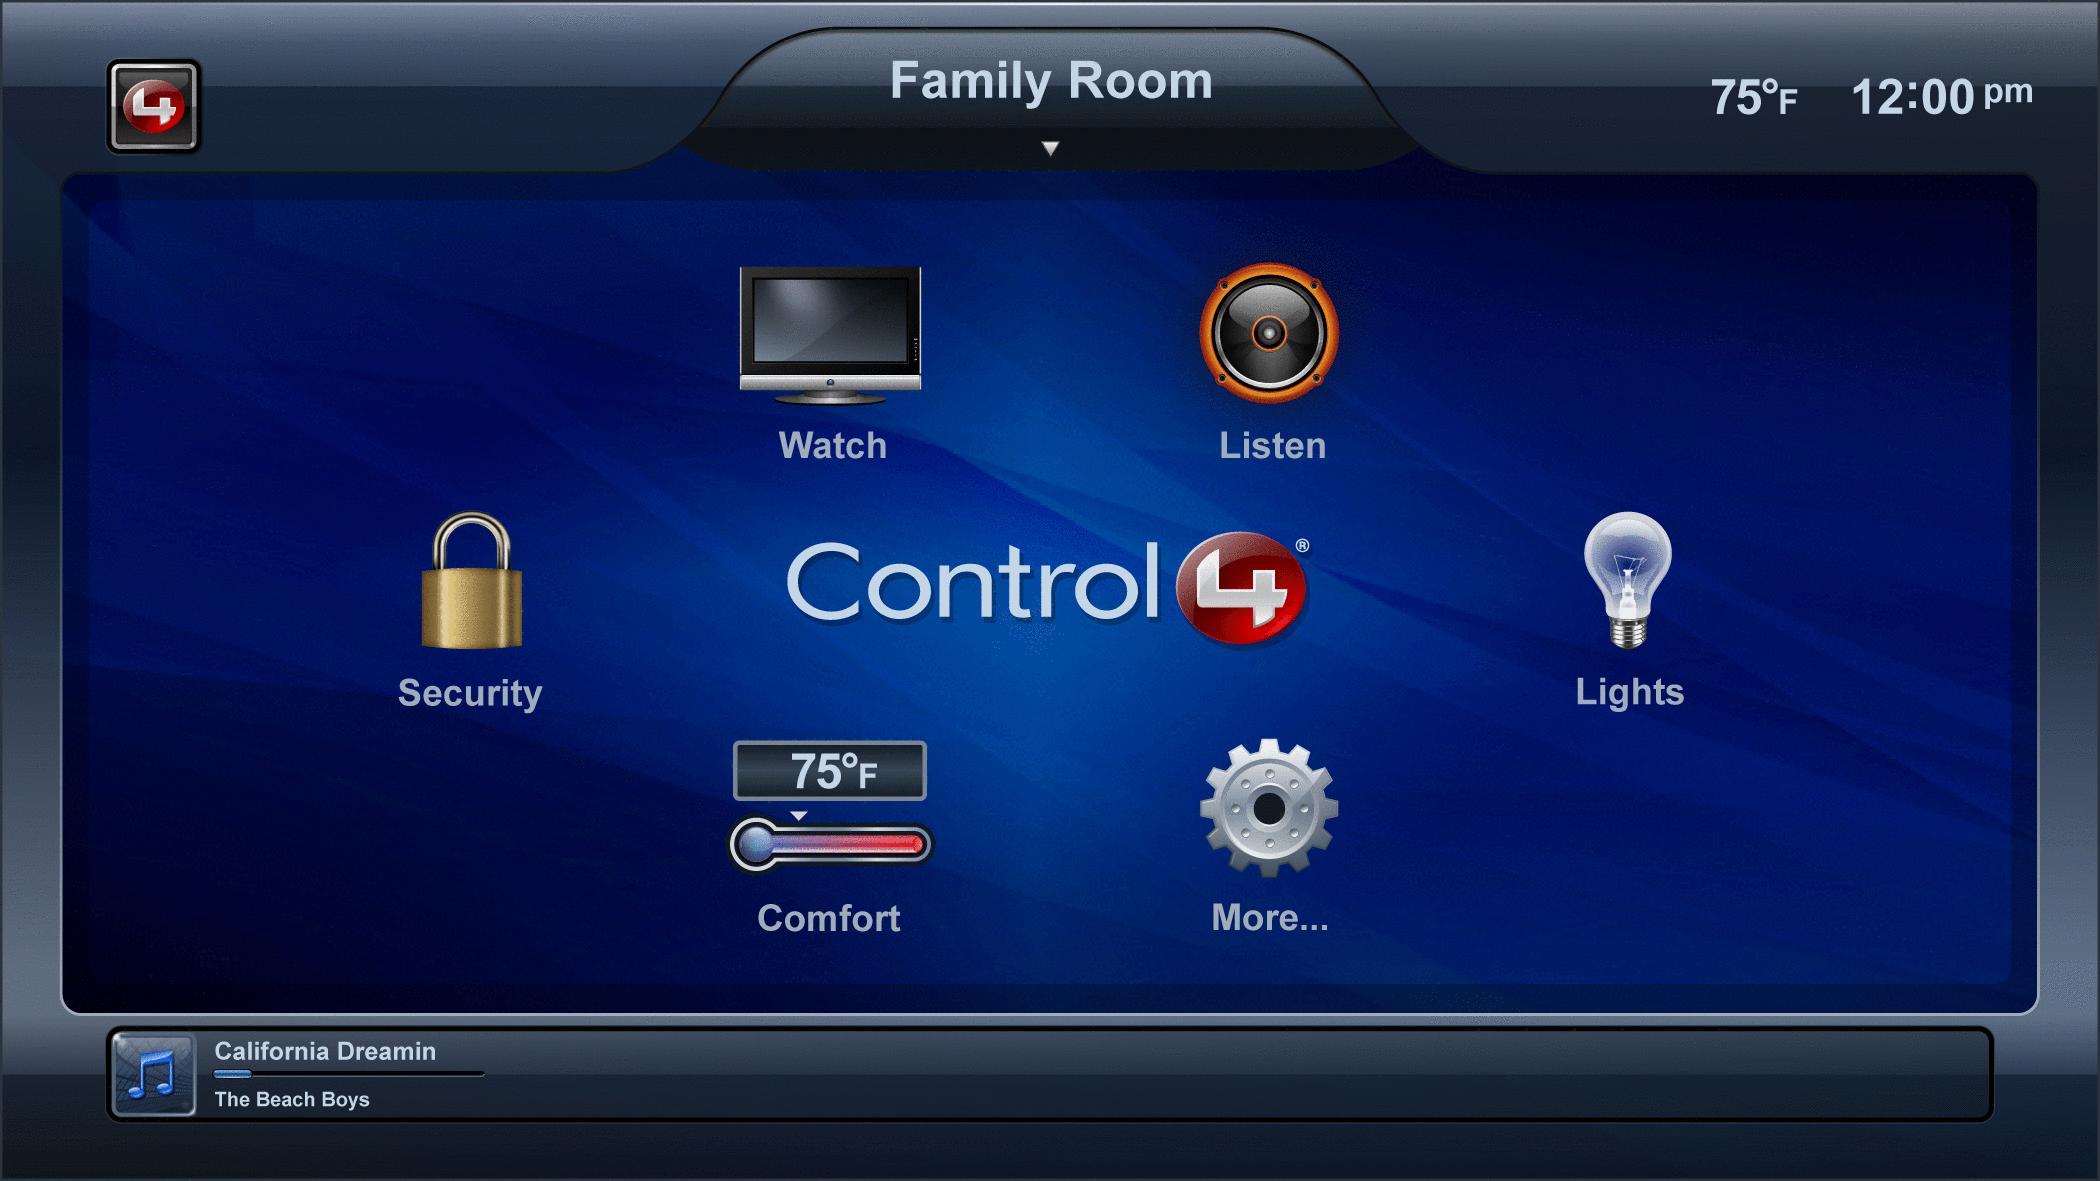 4
Family Room
75°F 12:00 pm
Watch
Listen
Control4®
Security
Lights
75°F
Comfort
More...
California Dreamin
The Beach Boys